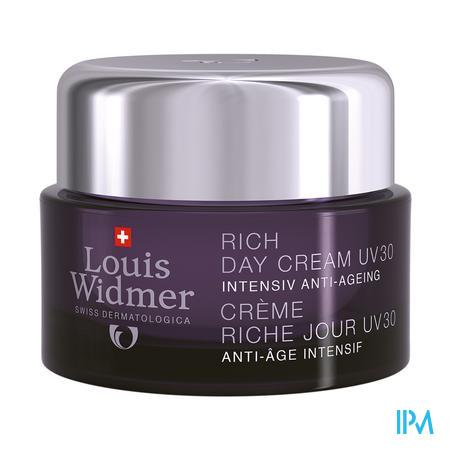 Louis
Widmer
SWISS DERMATOLOGICA
RICH
DAY CREAM UV30
INTENSIV ANTI-AGEING
CRÈME
RICHE JOUR UV30
ANTI-ÂGE INTENSIF
IPM